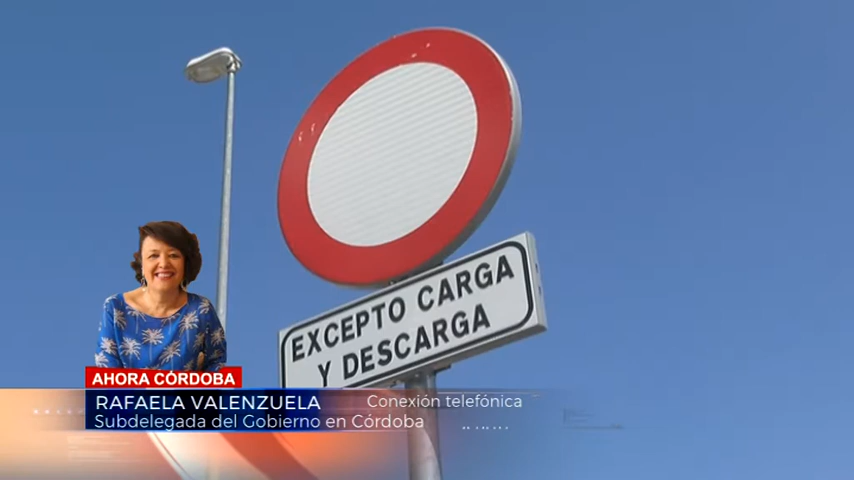 EXCEPTO CARGA
Y DESCARGA
AHORA CÓRDOBA
RAFAELA VALENZUELA
Conexión telefónica
Subdelegada del Gobierno en Córdoba